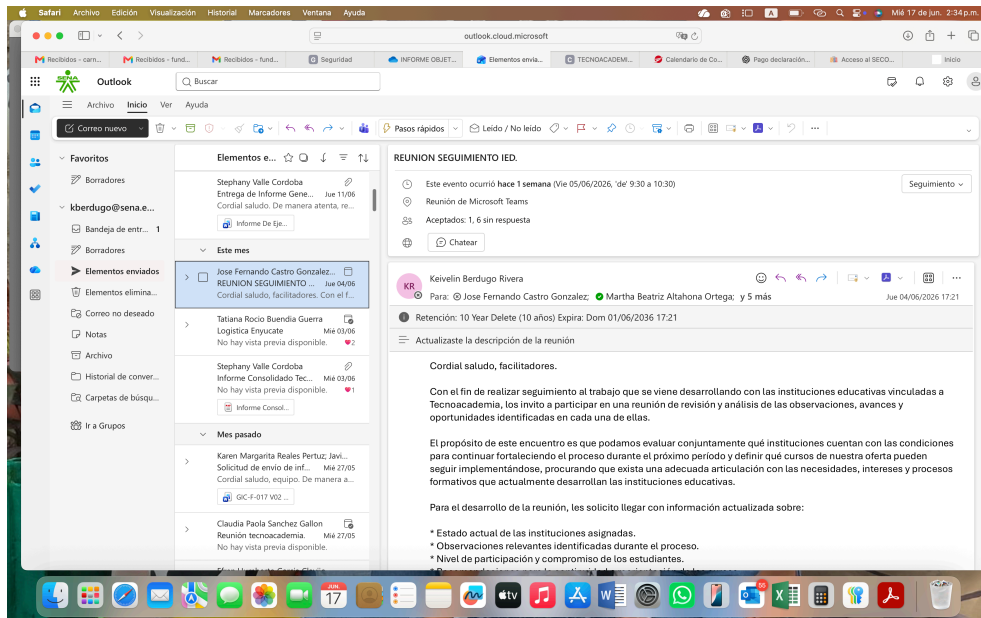 Safari Archivo Edición Visualización Historial Marcadores Ventana Ayuda
Mié 17 de jun. 2:34 p.m.
outlook.cloud.microsoft
Recibidos - carn...
Recibidos - fund...
Recibidos - fund...
Seguridad
INFORME OBJET...
Elementos envia...
TECNOACADEMI...
Calendario de Co...
Pago declaración...
Acceso al SECO...
Inicio
SENA
Outlook
Buscar
Archivo Inicio Ver Ayuda
Correo nuevo
Pasos rápidos
Leído / No leído
Favoritos
Borradores
kberdugo@sena.e...
Bandeja de entr... 1
Borradores
Elementos enviados
Elementos elimina...
Correo no deseado
Notas
Archivo
Historial de conver...
Carpetas de búsqu...
Ir a Grupos
Elementos e...
Stephany Valle Cordoba
Entrega de Informe Gene... Jue 11/06
Cordial saludo. De manera atenta, re...
Informe De Eje...
Este mes
Jose Fernando Castro Gonzalez...
REUNION SEGUIMIENTO ... Jue 04/06
Cordial saludo, facilitadores. Con el f...
Tatiana Rocio Buendia Guerra
Logistica Enyucate Mié 03/06
No hay vista previa disponible. 2
Stephany Valle Cordoba
Informe Consolidado Tec... Mié 03/06
No hay vista previa disponible. 1
Informe Consol...
Mes pasado
Karen Margarita Reales Pertuz; Javi...
Solicitud de envío de inf... Mié 27/05
Cordial saludo, equipo. De manera a...
GIC-F-017 V02 ...
Claudia Paola Sanchez Gallon
Reunión tecnoacademia. Mié 27/05
No hay vista previa disponible.
REUNION SEGUIMIENTO IED.
Este evento ocurrió hace 1 semana (Vie 05/06/2026, 'de' 9:30 a 10:30)
Seguimiento
Reunión de Microsoft Teams
Aceptados: 1, 6 sin respuesta
Chatear
KR
Keivelin Berdugo Rivera
Para: Jose Fernando Castro Gonzalez; Martha Beatriz Altahona Ortega; y 5 más
Jue 04/06/2026 17:21
Retención: 10 Year Delete (10 años) Expira: Dom 01/06/2036 17:21
Actualizaste la descripción de la reunión
Cordial saludo, facilitadores.
Con el fin de realizar seguimiento al trabajo que se viene desarrollando con las instituciones educativas vinculadas a
Tecnoacademia, los invito a participar en una reunión de revisión y análisis de las observaciones, avances y
oportunidades identificadas en cada una de ellas.
El propósito de este encuentro es que podamos evaluar conjuntamente qué instituciones cuentan con las condiciones
para continuar fortaleciendo el proceso durante el próximo período y definir qué cursos de nuestra oferta pueden
seguir implementándose, procurando que exista una adecuada articulación con las necesidades, intereses y procesos
formativos que actualmente desarrollan las instituciones educativas.
Para el desarrollo de la reunión, les solicito llegar con información actualizada sobre:
* Estado actual de las instituciones asignadas.
* Observaciones relevantes identificadas durante el proceso.
* Nivel de participación y compromiso de los estudiantes.
JUN.
17
tv